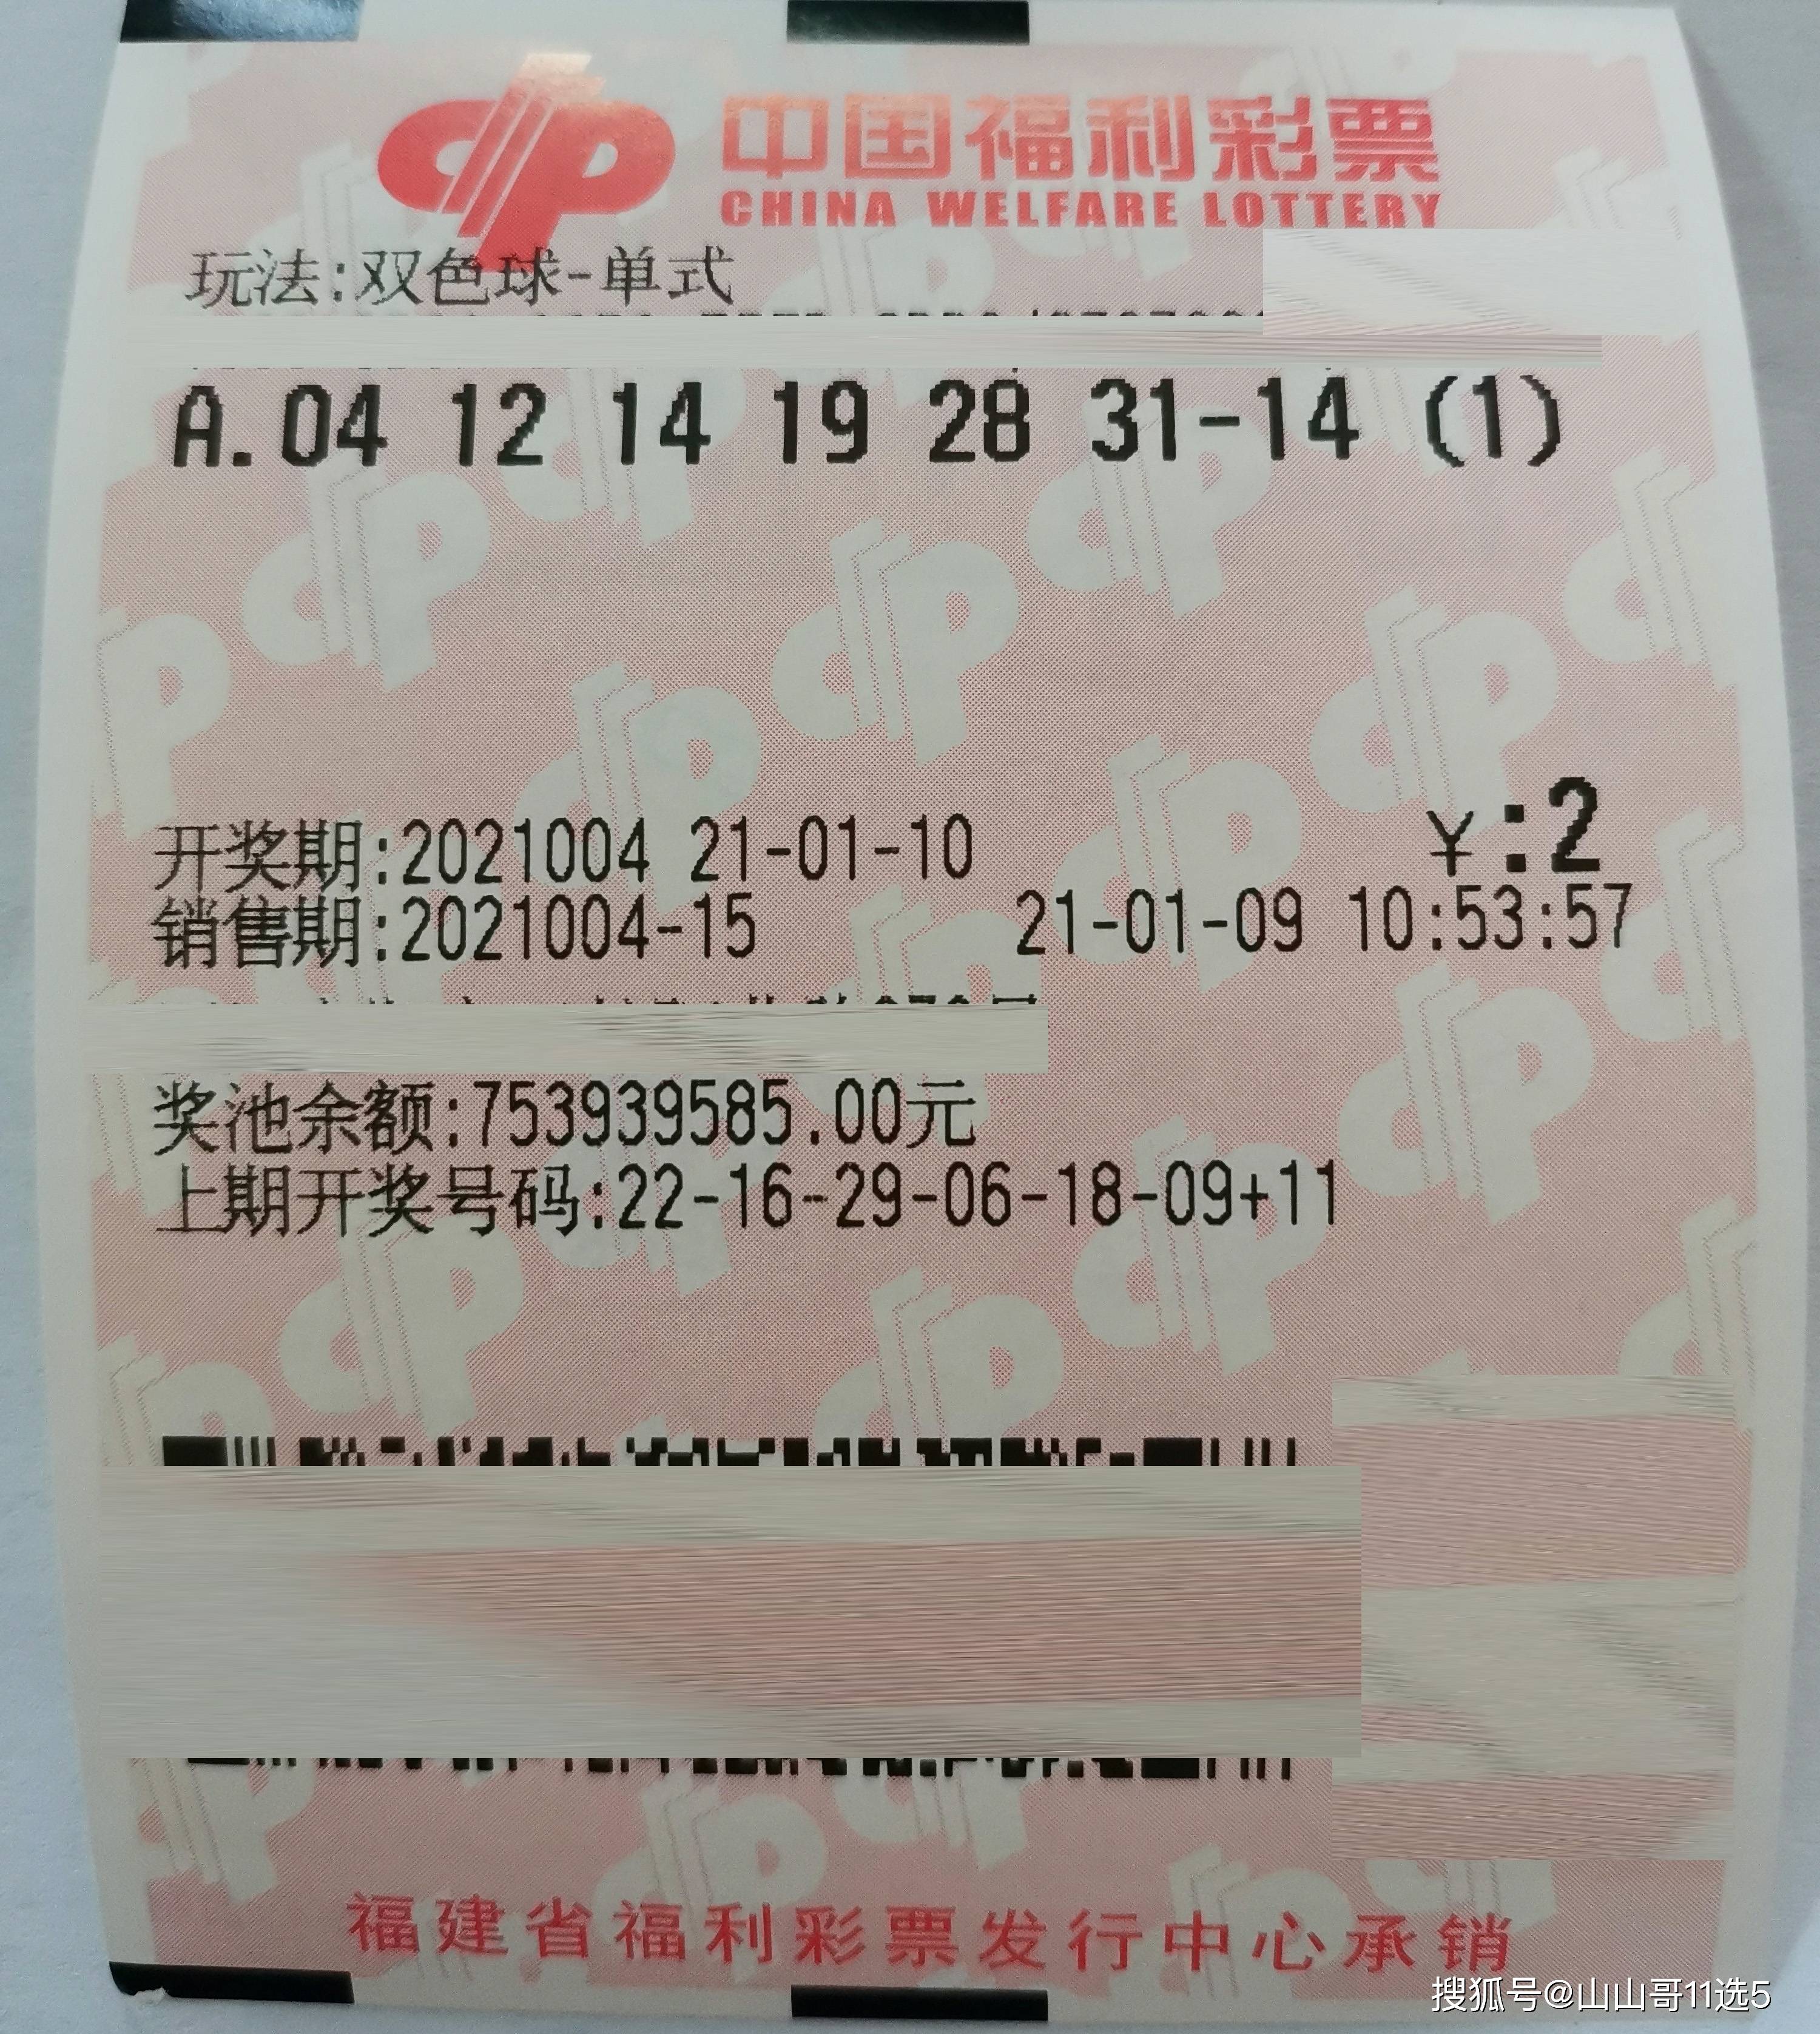 中国福利彩票
CHINA WELFARE LOTTERY
玩法:双色球-单式
A.04 12 14 19 28 31-14 (1)
¥:2
开奖期:2021004 21-01-10
销售期:2021004-15 21-01-09 10:53:57
奖池余额:753939585.00元
上期开奖号码:22-16-29-06-18-09+11
福建省福利彩票发行中心承销
搜狐号@山山哥11选5